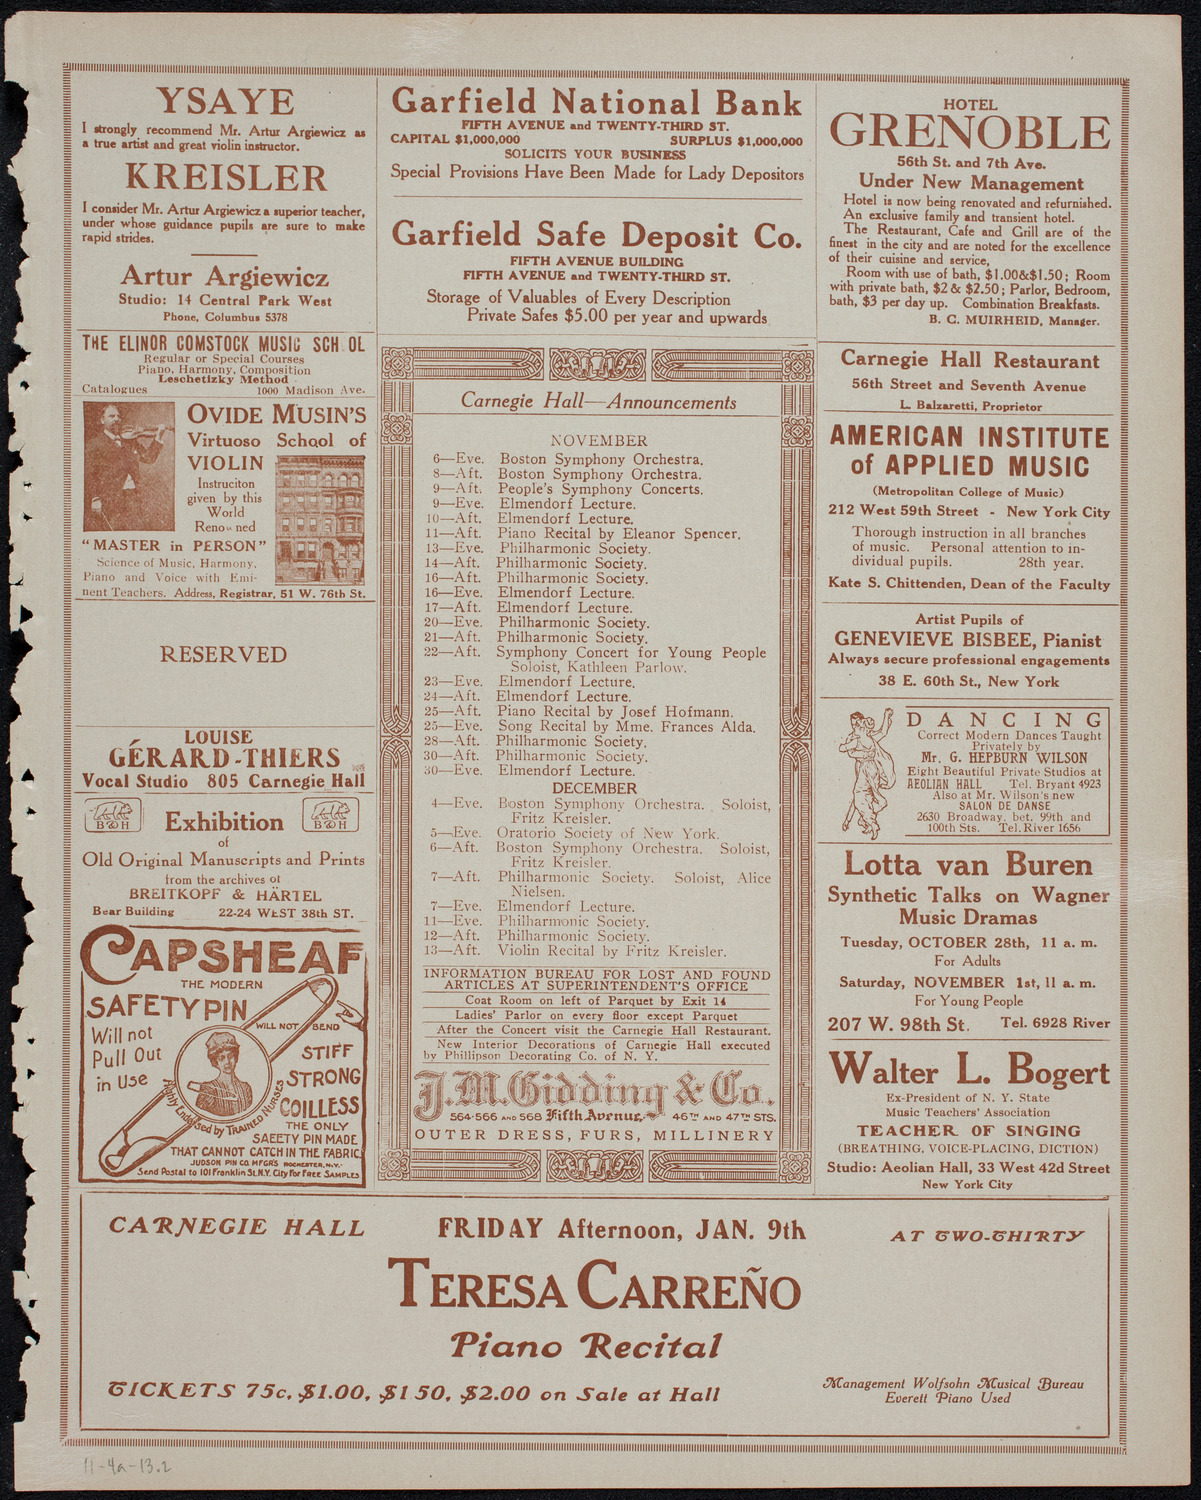 YSAYE
I strongly recommend Mr. Artur Argiewicz as
a true artist and great violin instructor.
KREISLER
I consider Mr. Artur Argiewicz a superior teacher,
under whose guidance pupils are sure to make
rapid strides.
Artur Argiewicz
Studio: 14 Central Park West
Phone, Columbus 5378
THE ELINOR COMSTOCK MUSIC SCH OL
Regular or Special Courses
Piano, Harmony, Composition
Leschetizky Method
Catalogues 1000 Madison Ave.
OVIDE MUSIN'S
Virtuoso School of
VIOLIN
Instruciton
given by this
World
Renowned
"MASTER in PERSON"
Science of Music, Harmony,
Piano and Voice with Emi-
nent Teachers. Address, Registrar, 51 W. 76th St.
RESERVED
LOUISE
GÉRARD-THIERS
Vocal Studio 805 Carnegie Hall
B & H
Exhibition
B & H
of
Old Original Manuscripts and Prints
from the archives of
BREITKOPF & HÄRTEL
Bear Building 22-24 WEST 38th ST.
CAPSHEAF
THE MODERN
SAFETY PIN
WILL NOT BEND
Will not
Pull Out
in Use
STIFF
STRONG
COILLESS
Highly Endorsed by TRAINED NURSES
THE ONLY
SAFETY PIN MADE
THAT CANNOT CATCH IN THE FABRIC
JUDSON PIN CO. MFGRS ROCHESTER, N.Y.
Send Postal to 101 Franklin St. N.Y. City For FREE SAMPLES
Garfield National Bank
FIFTH AVENUE and TWENTY-THIRD ST.
CAPITAL $1,000,000 SURPLUS $1,000,000
SOLICITS YOUR BUSINESS
Special Provisions Have Been Made for Lady Depositors
Garfield Safe Deposit Co.
FIFTH AVENUE BUILDING
FIFTH AVENUE and TWENTY-THIRD ST.
Storage of Valuables of Every Description
Private Safes $5.00 per year and upwards
Carnegie Hall—Announcements
NOVEMBER
6—Eve. Boston Symphony Orchestra.
8—Aft. Boston Symphony Orchestra.
9—Aft. People's Symphony Concerts.
9—Eve. Elmendorf Lecture.
10—Aft. Elmendorf Lecture.
11—Aft. Piano Recital by Eleanor Spencer.
13—Eve. Philharmonic Society.
14—Aft. Philharmonic Society.
16—Aft. Philharmonic Society.
16—Eve. Elmendorf Lecture.
17—Aft. Elmendorf Lecture.
20—Eve. Philharmonic Society.
21—Aft. Philharmonic Society.
22—Aft. Symphony Concert for Young People
Soloist, Kathleen Parlow.
23—Eve. Elmendorf Lecture.
24—Aft. Elmendorf Lecture.
25—Aft. Piano Recital by Josef Hofmann.
25—Eve. Song Recital by Mme. Frances Alda.
28—Aft. Philharmonic Society.
30—Aft. Philharmonic Society.
30—Eve. Elmendorf Lecture.
DECEMBER
4—Eve. Boston Symphony Orchestra. Soloist,
Fritz Kreisler.
5—Eve. Oratorio Society of New York.
6—Aft. Boston Symphony Orchestra. Soloist,
Fritz Kreisler.
7—Aft. Philharmonic Society. Soloist, Alice
Nielsen.
7—Eve. Elmendorf Lecture.
11—Eve. Philharmonic Society.
12—Aft. Philharmonic Society.
13—Aft. Violin Recital by Fritz Kreisler.
INFORMATION BUREAU FOR LOST AND FOUND
ARTICLES AT SUPERINTENDENT'S OFFICE
Coat Room on left of Parquet by Exit 14
Ladies' Parlor on every floor except Parquet
After the Concert visit the Carnegie Hall Restaurant.
New Interior Decorations of Carnegie Hall executed
by Phillipson Decorating Co. of N. Y.
J.M. Gidding & Co.
564-566 AND 568 Fifth Avenue, 46TH AND 47TH STS.
OUTER DRESS, FURS, MILLINERY
HOTEL
GRENOBLE
56th St. and 7th Ave.
Under New Management
Hotel is now being renovated and refurnished.
An exclusive family and transient hotel.
The Restaurant, Cafe and Grill are of the
finest in the city and are noted for the excellence
of their cuisine and service,
Room with use of bath, $1.00&$1.50; Room
with private bath, $2 & $2.50; Parlor, Bedroom,
bath, $3 per day up. Combination Breakfasts.
B. C. MUIRHEID, Manager.
Carnegie Hall Restaurant
56th Street and Seventh Avenue
L. Balzaretti, Proprietor
AMERICAN INSTITUTE
of APPLIED MUSIC
(Metropolitan College of Music)
212 West 59th Street - New York City
Thorough instruction in all branches
of music. Personal attention to in-
dividual pupils. 28th year.
Kate S. Chittenden, Dean of the Faculty
Artist Pupils of
GENEVIEVE BISBEE, Pianist
Always secure professional engagements
38 E. 60th St., New York
DANCING
Correct Modern Dances Taught
Privately by
Mr. G. HEPBURN WILSON
Eight Beautiful Private Studios at
AEOLIAN HALL Tel. Bryant 4923
Also at Mr. Wilson's new
SALON DE DANSE
2630 Broadway, bet. 99th and
100th Sts. Tel. River 1656
Lotta van Buren
Synthetic Talks on Wagner
Music Dramas
Tuesday, OCTOBER 28th, 11 a. m.
For Adults
Saturday, NOVEMBER 1st, 11 a. m.
For Young People
207 W. 98th St. Tel. 6928 River
Walter L. Bogert
Ex-President of N. Y. State
Music Teachers' Association
TEACHER OF SINGING
(BREATHING, VOICE-PLACING, DICTION)
Studio: Aeolian Hall, 33 West 42d Street
New York City
CARNEGIE HALL FRIDAY Afternoon, JAN. 9th AT TWO-THIRTY
TERESA CARREÑO
Piano Recital
TICKETS 75c, $1.00, $1 50, $2.00 on Sale at Hall
Management Wolfsohn Musical Bureau
Everett Piano Used
11-4a-13.2